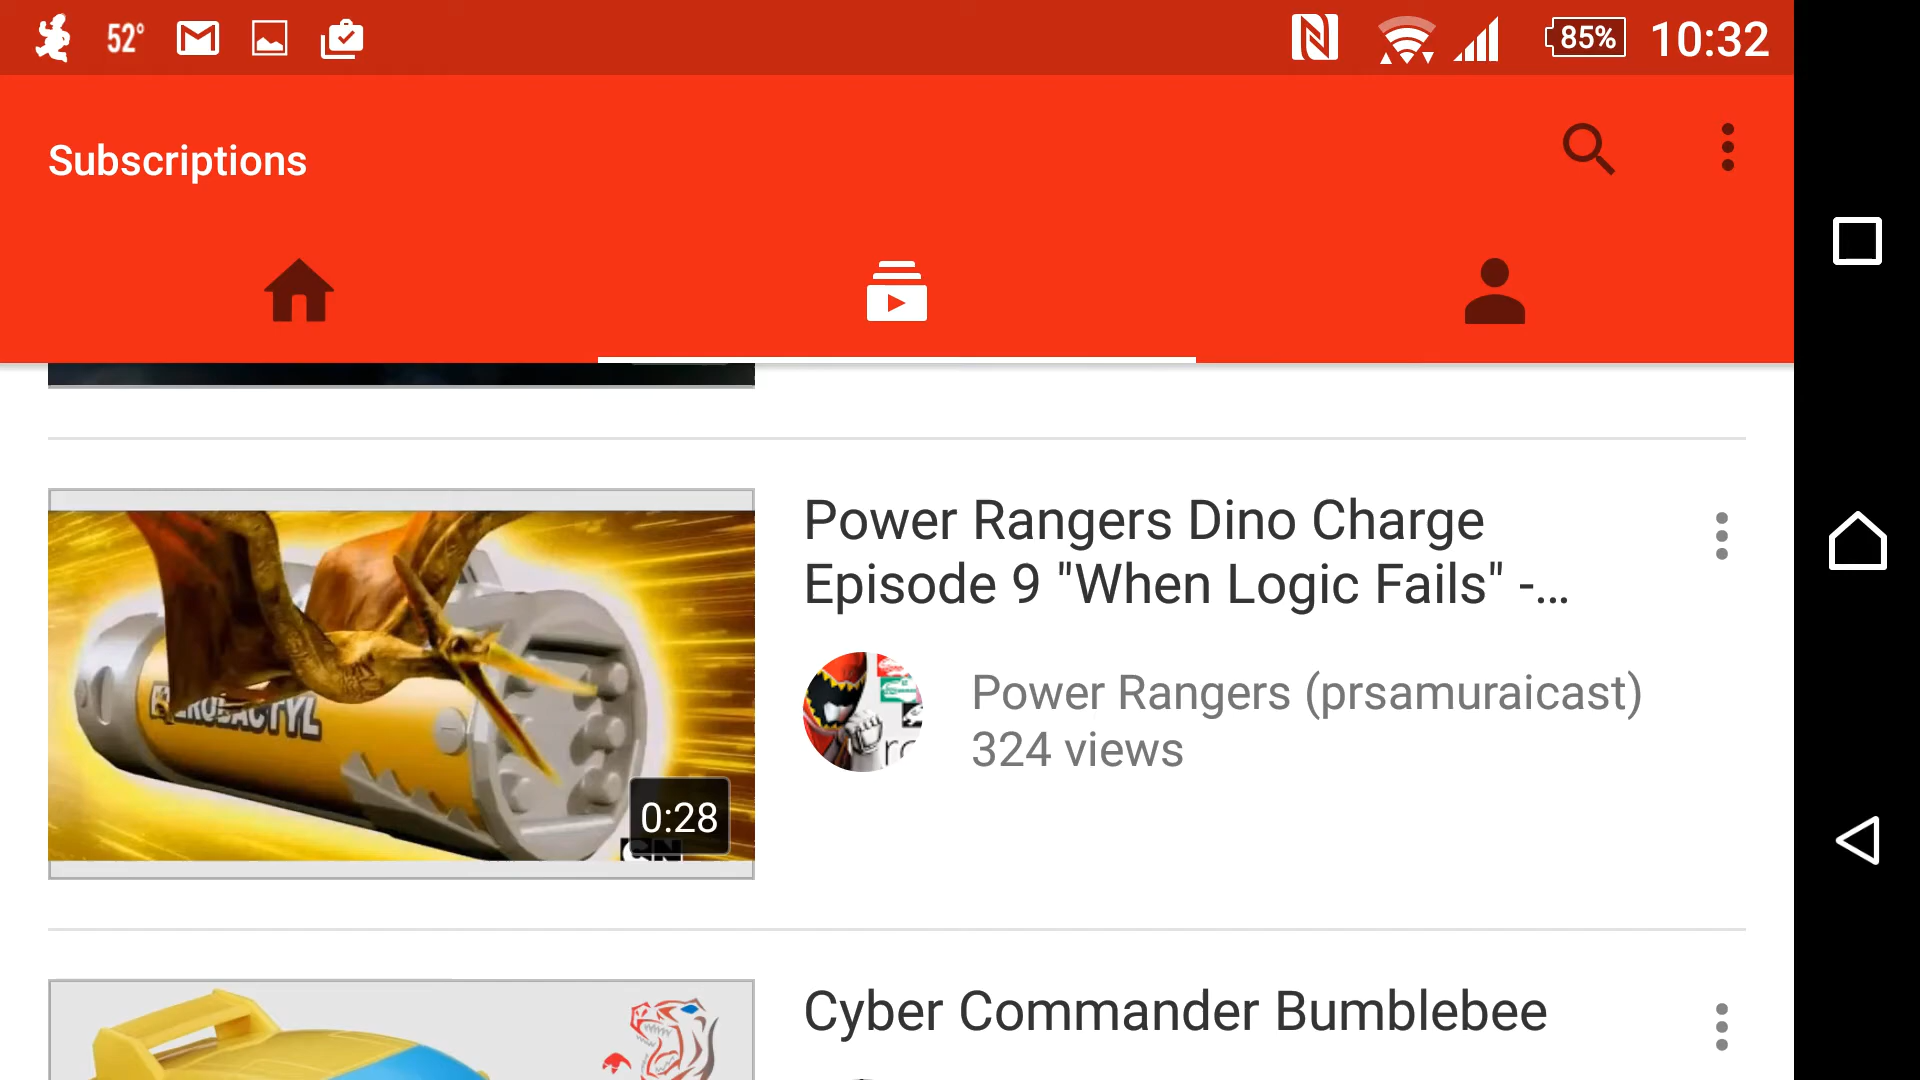 52°
85%
10:32
Subscriptions
Power Rangers Dino Charge
Episode 9 "When Logic Fails" -...
Power Rangers (prsamuraicast)
324 views
0:28
CN
Cyber Commander Bumblebee